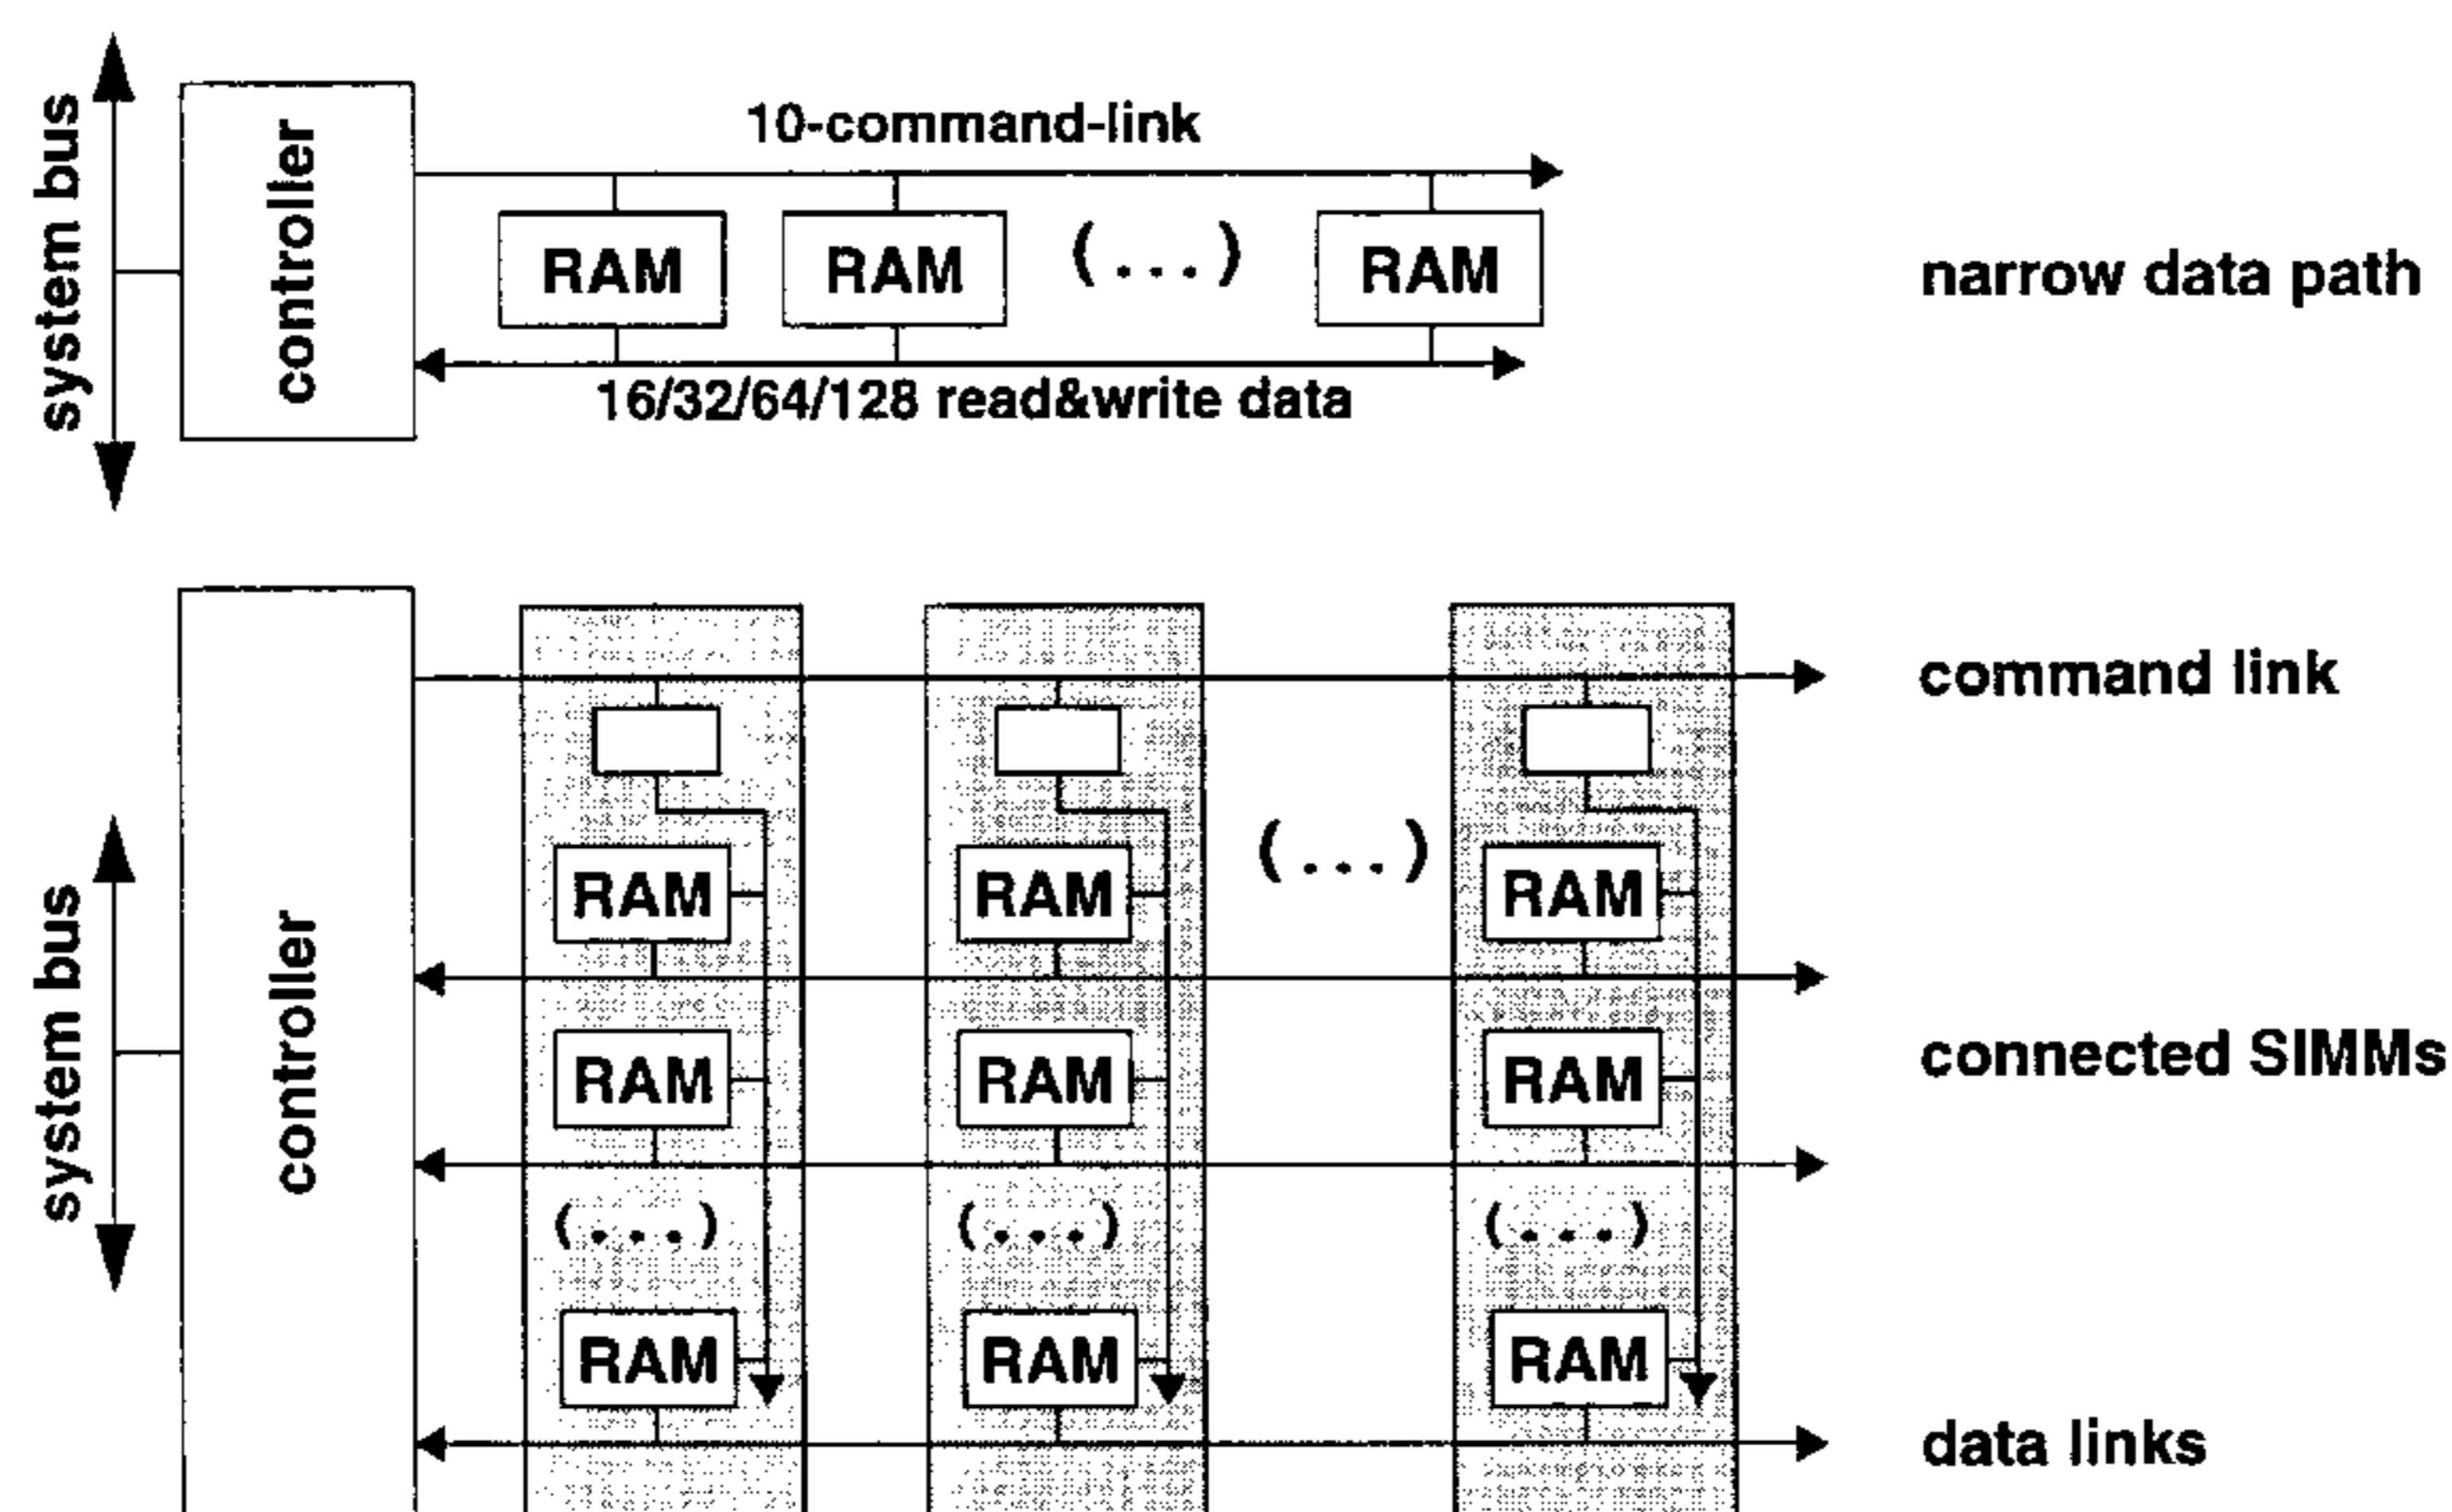 system bus
controller
10-command-link
RAM RAM (...) RAM
narrow data path
16/32/64/128 read&write data
system bus
controller
command link
(...)
RAM RAM RAM
connected SIMMs
RAM RAM RAM
(...) (...) (...)
RAM RAM RAM
data links